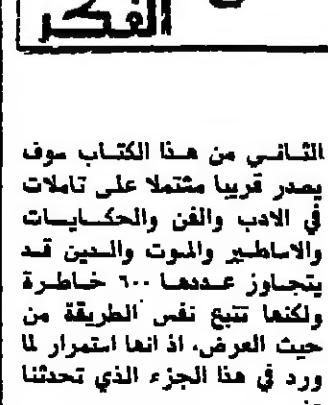 الفكر
الثاني من هذا الكتاب سوف
يصدر قريبا مشتملا على تاملات
في الادب والفن والحكايات
والاساطير والموت والدين قد
يتجاوز عددها ٦٠٠ خاطرة
ولكنها تتبع نفس الطريقة من
حيث العرض، اذ انها استمرار لما
ورد في هذا الجزء الذي تحدثنا